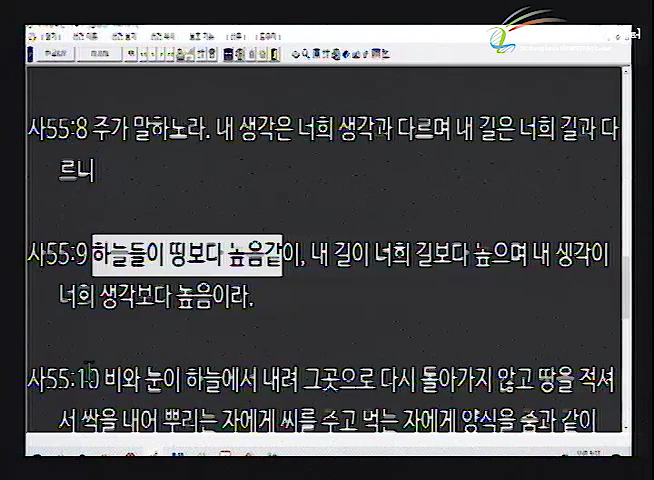 사55:8 주가 말하노라. 내 생각은 너희 생각과 다르며 내 길은 너희 길과 다
르니
사55:9 하늘들이 땅보다 높음같이, 내 길이 너희 길보다 높으며 내 생각이
너희 생각보다 높음이라.
사55:10 비와 눈이 하늘에서 내려 그곳으로 다시 돌아가지 않고 땅을 적셔
서 싹을 내어 뿌리는 자에게 씨를 주고 먹는 자에게 양식을 줌과 같이